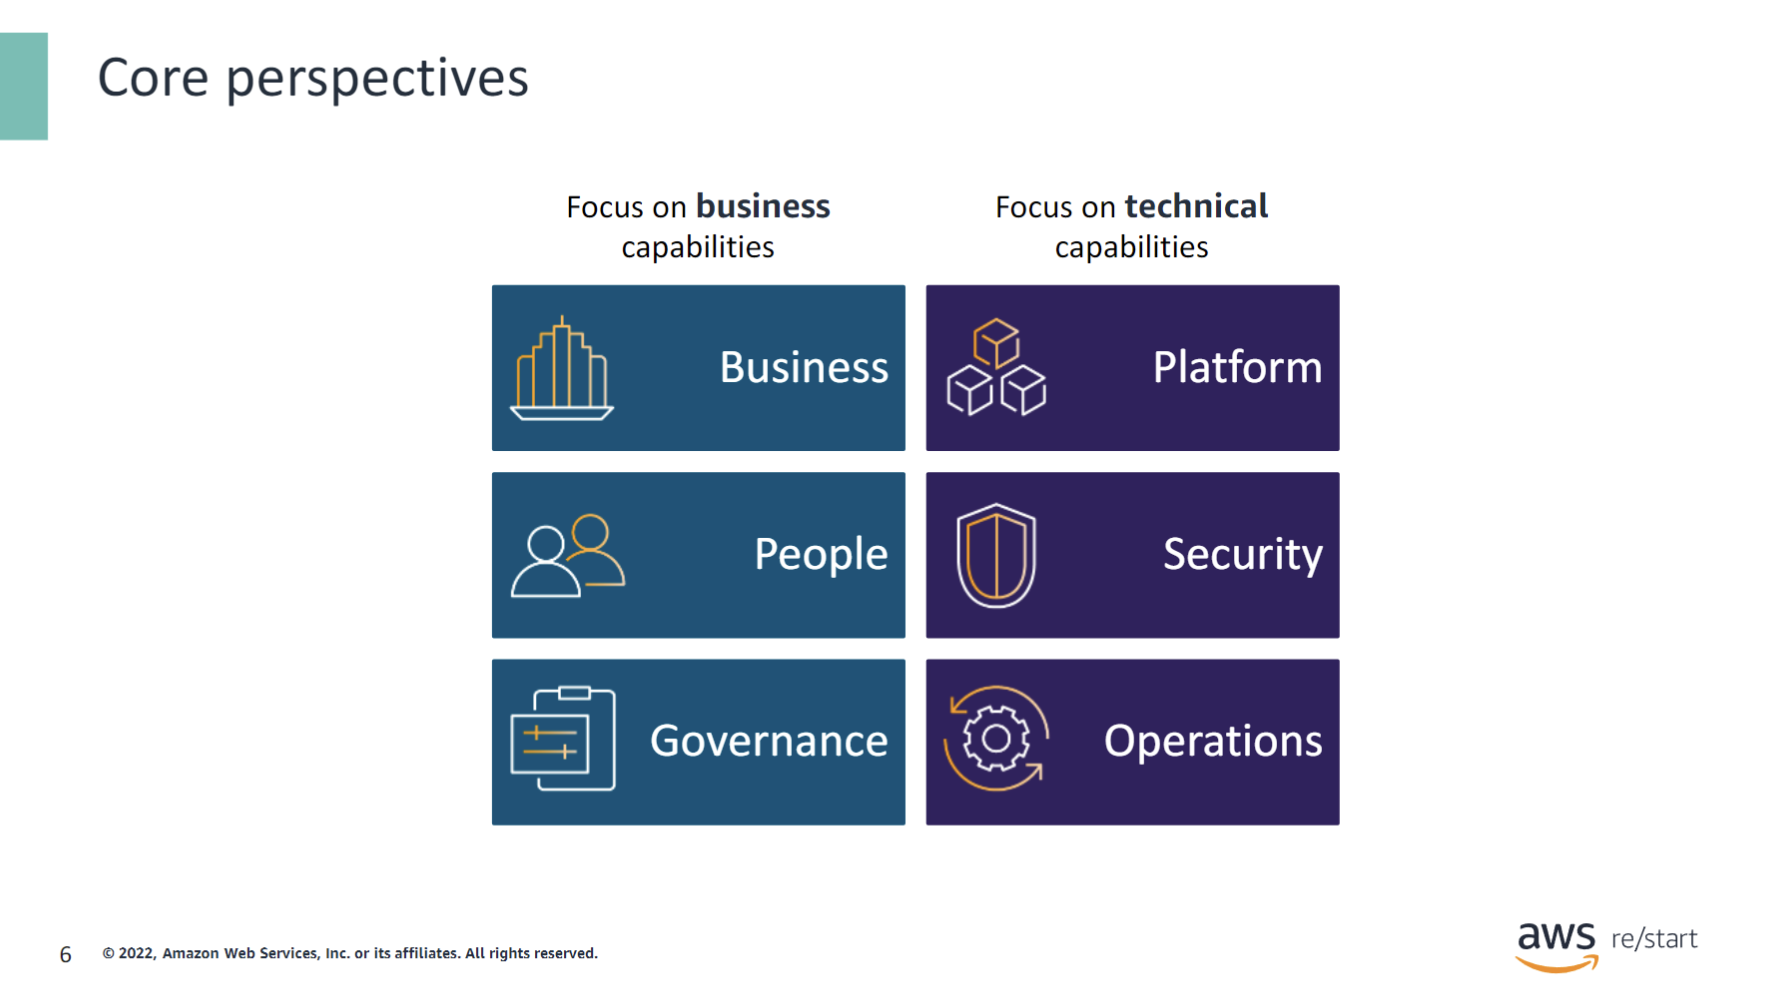 Core perspectives
Focus on business
capabilities
Focus on technical
capabilities
Business
Platform
People
Security
Governance
Operations
6
© 2022, Amazon Web Services, Inc. or its affiliates. All rights reserved.
aws re/start